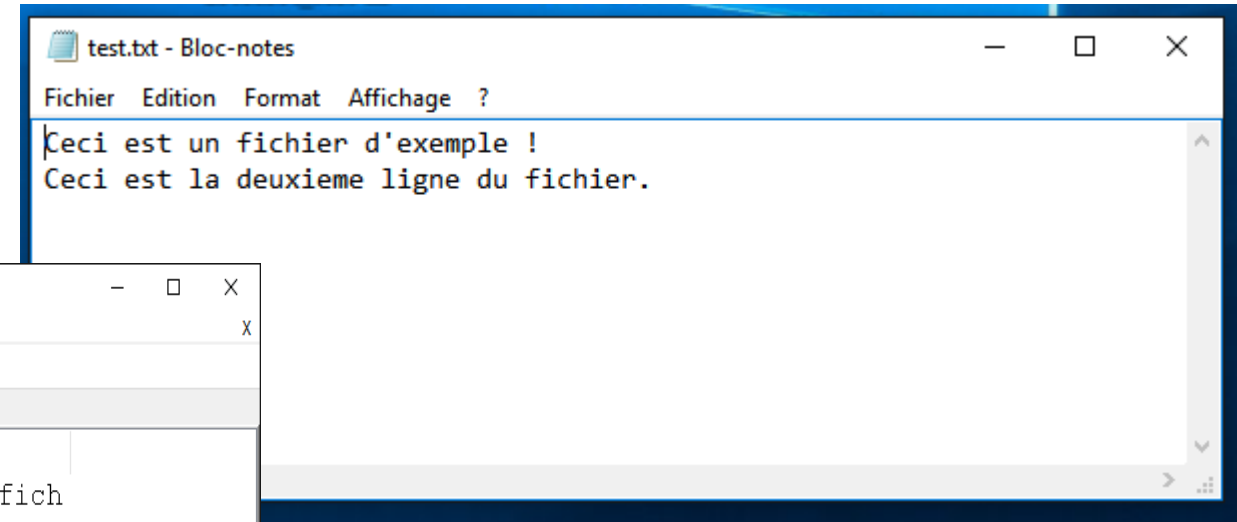 test.txt - Bloc-notes
Fichier Edition Format Affichage ?
Ceci est un fichier d'exemple !
Ceci est la deuxieme ligne du fichier.
fich